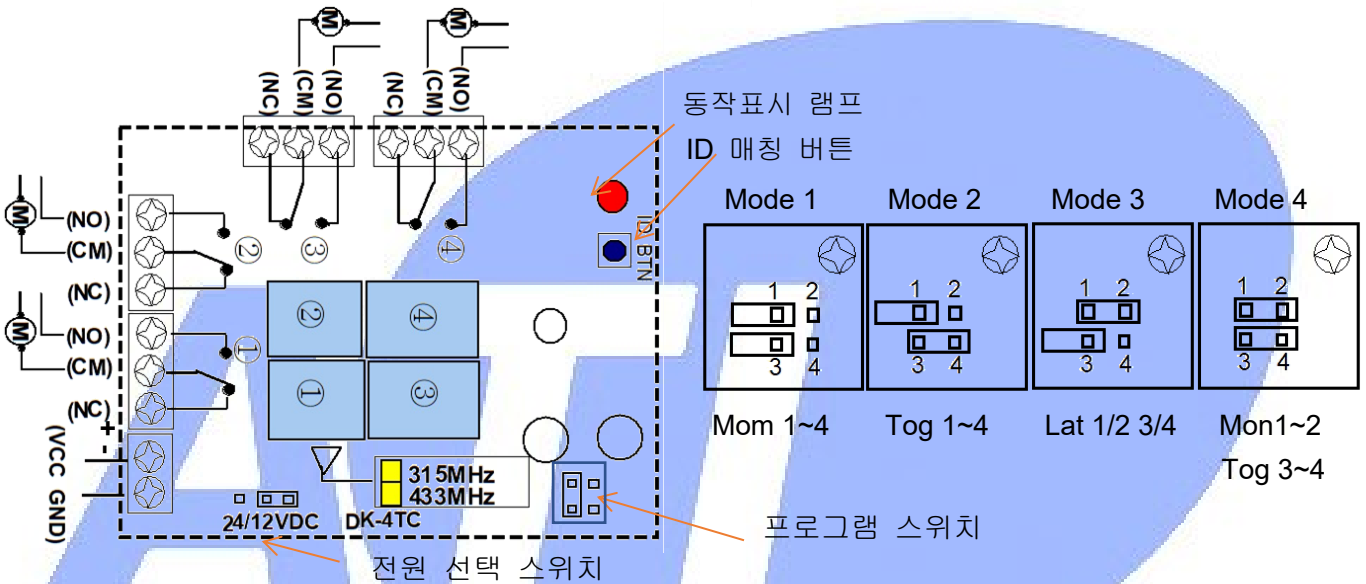 M
M
(NC)
(CM)
(NO)
(NC)
(CM)
(NO)
동작표시 램프
ID 매칭 버튼
ID BTN
M
(NO)
(CM)
(NC)
②
③
④
M
(NO)
(CM)
(NC)
①
②
④
①
③
+
-
(VCC GND)
315MHz
433MHz
24/12VDC
DK-4TC
전원 선택 스위치
프로그램 스위치
Mode 1
Mode 2
Mode 3
Mode 4
1 2
3 4
1 2
3 4
1 2
3 4
1 2
3 4
Mom 1~4
Tog 1~4
Lat 1/2 3/4
Mon1~2
Tog 3~4